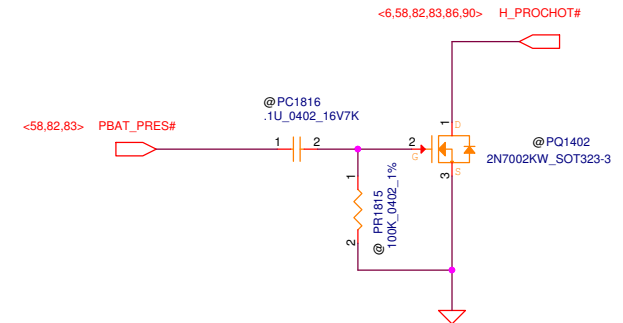 <6,58,82,83,86,90> H_PROCHOT#
@PC1816
.1U_0402_16V7K
<58,82,83> PBAT_PRES#
1 2
2
G
1
D
S
3
@PQ1402
2N7002KW_SOT323-3
1
2
@ PR1815
100K_0402_1%